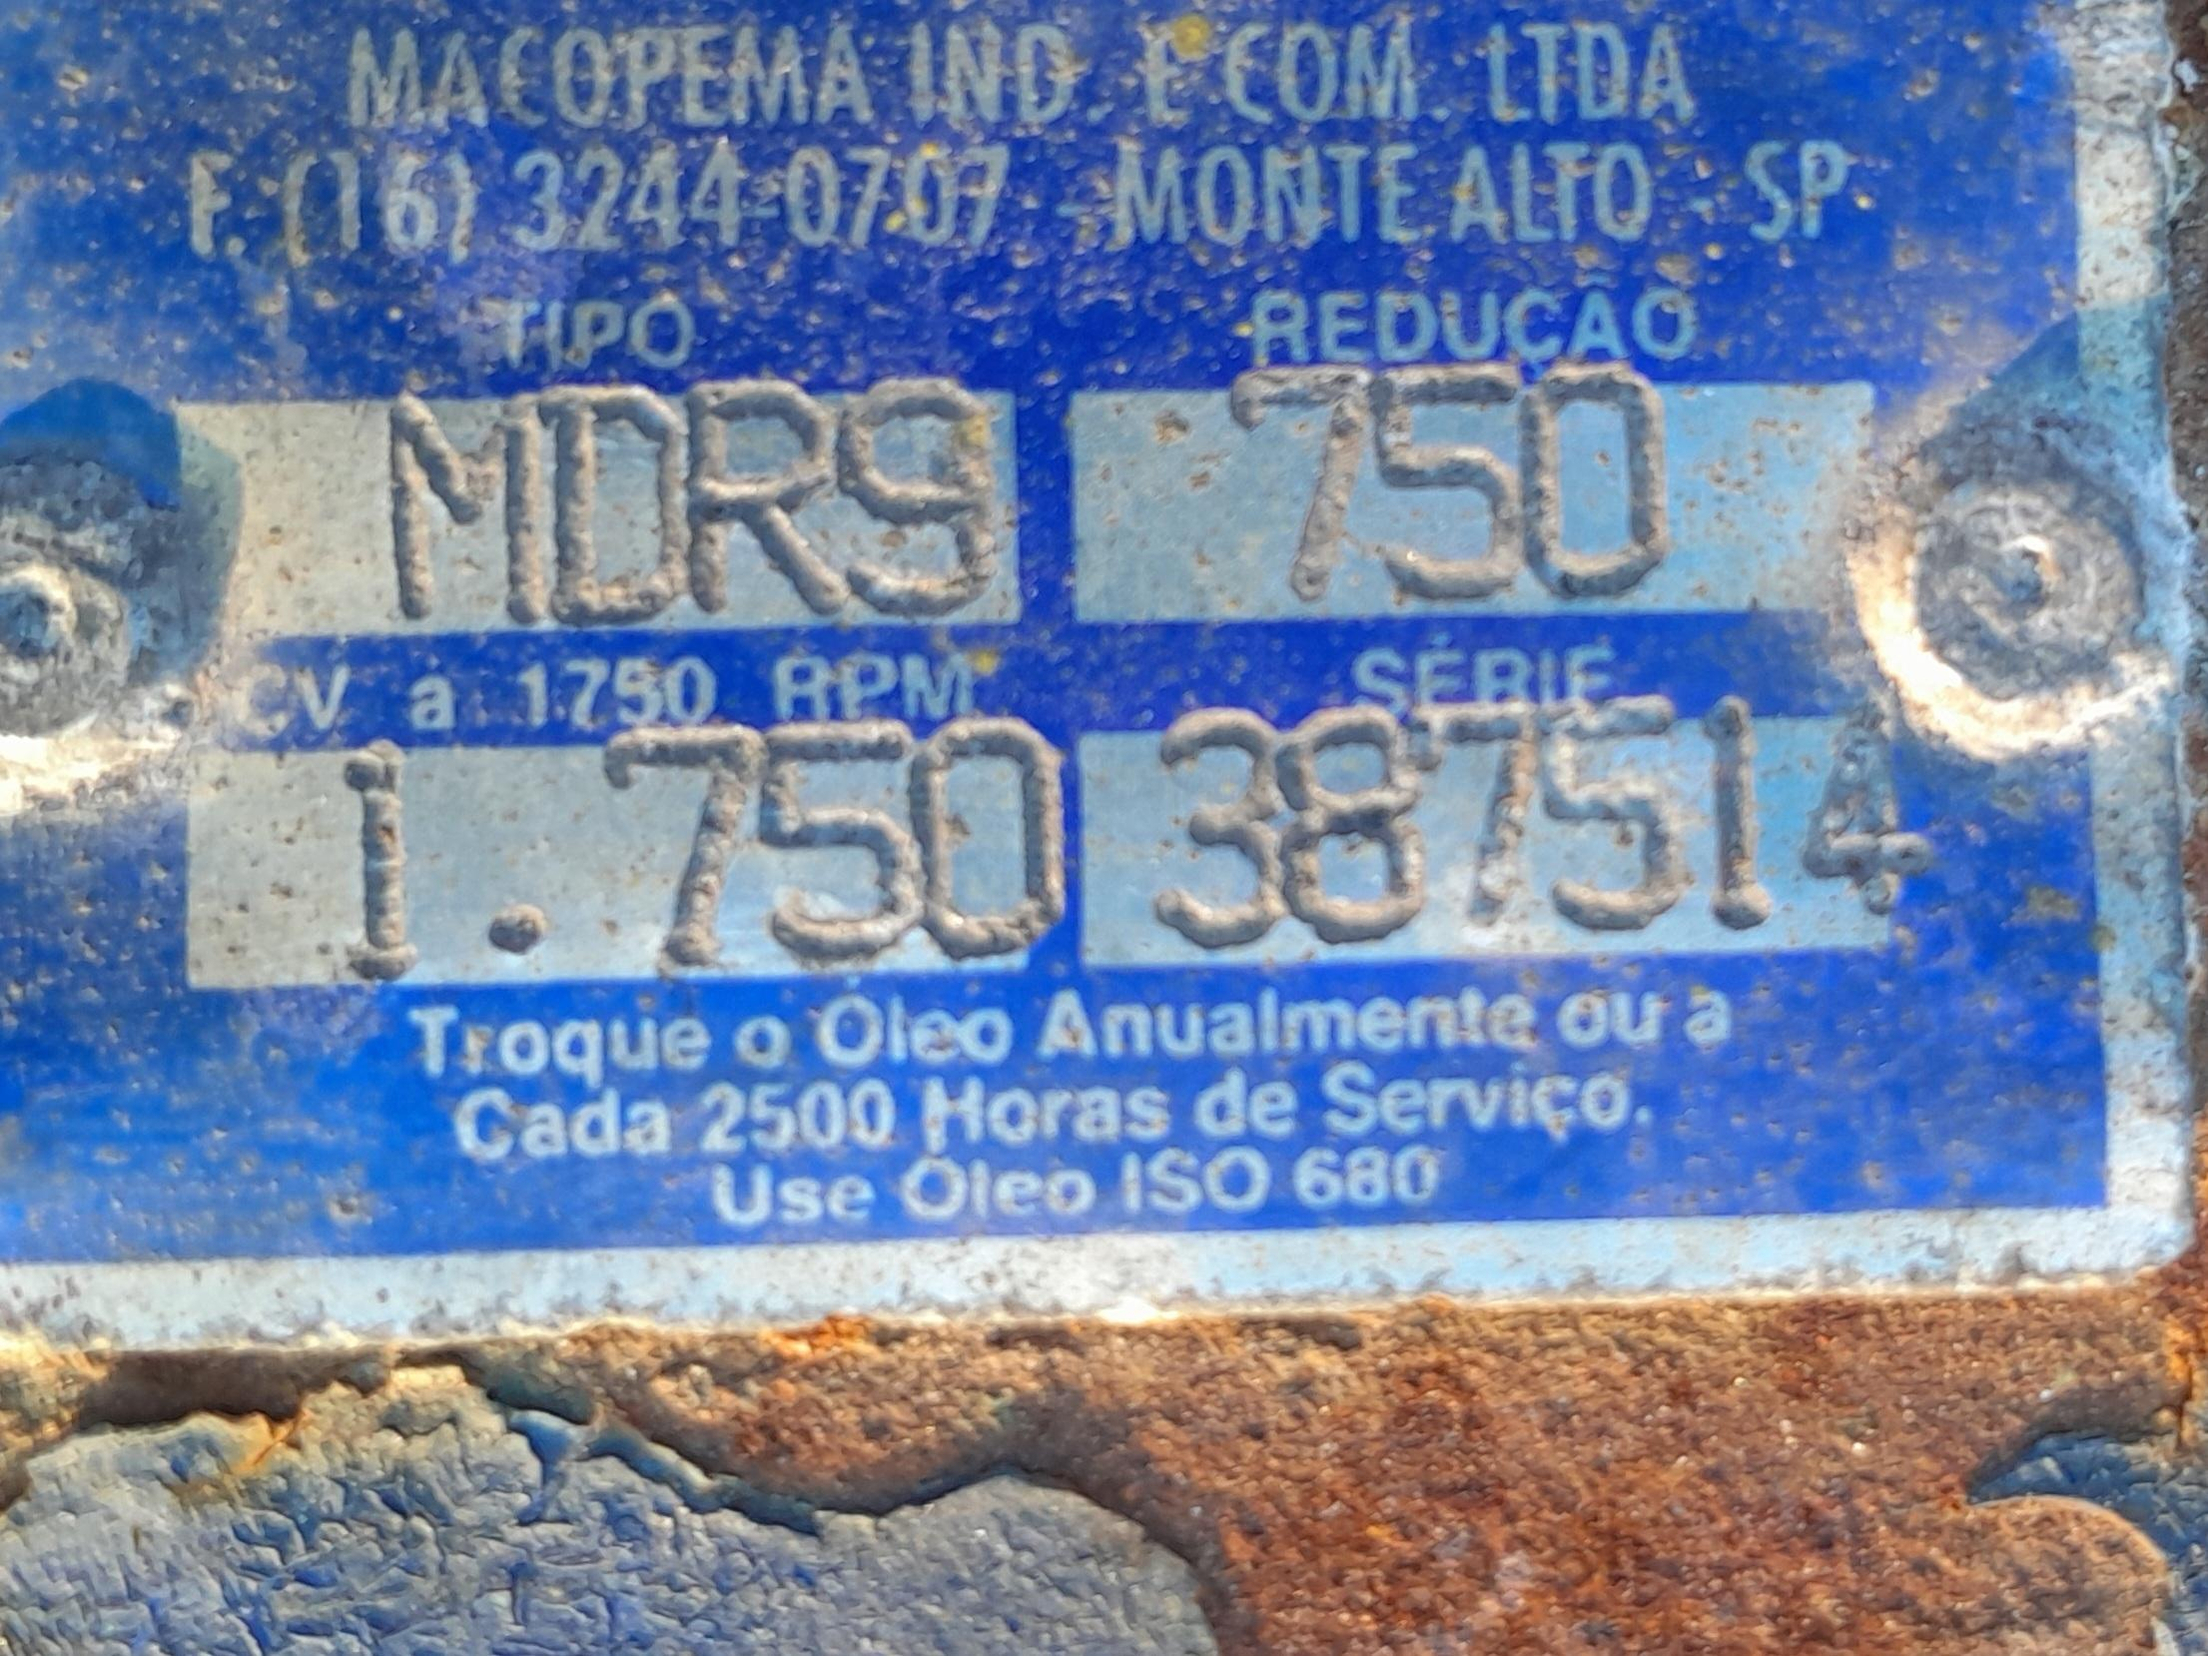 MACOPEMA IND. E COM. LTDA
F. (16) 3244-0707 - MONTE ALTO - SP
TIPO REDUÇÃO
MDR9 750
CV a 1750 RPM SÉRIE
1.750 387514
Troque o Óleo Anualmente ou a
Cada 2500 Horas de Serviço.
Use Óleo ISO 680